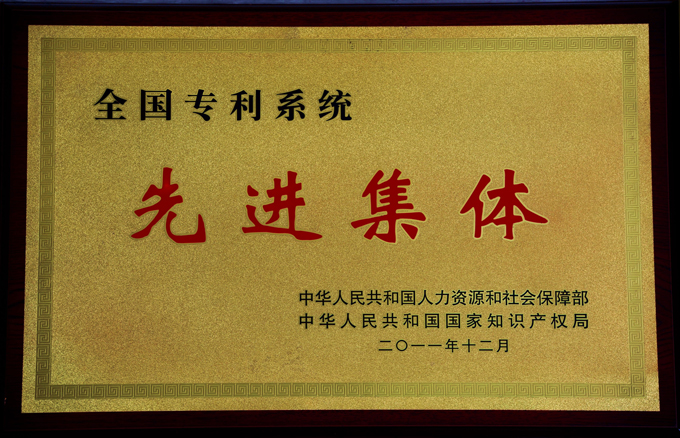 全国专利系统
先进集体
中华人民共和国人力资源和社会保障部
中华人民共和国国家知识产权局
二〇一一年十二月